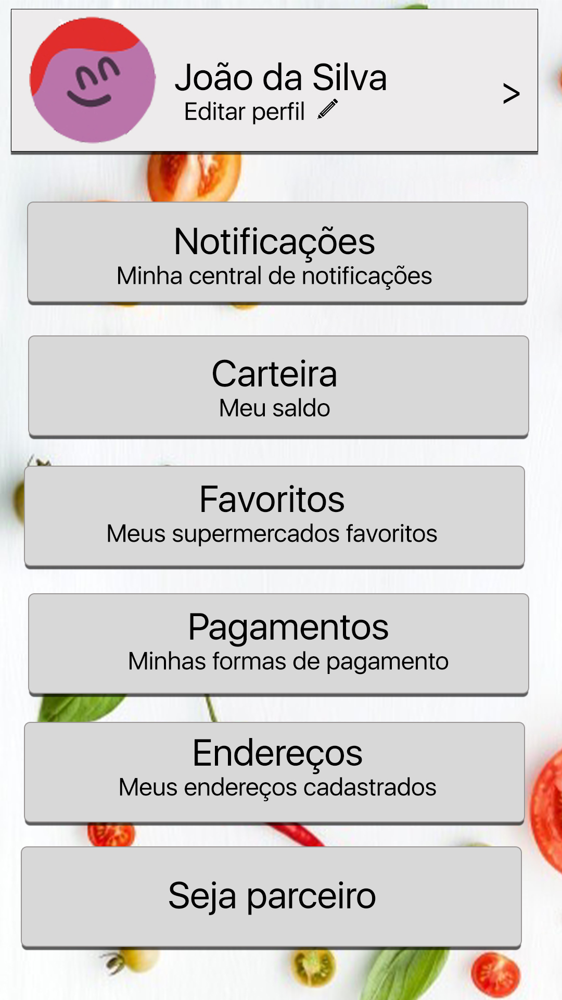 João da Silva
>
Editar perfil
Notificações
Minha central de notificações
Carteira
Meu saldo
Favoritos
Meus supermercados favoritos
Pagamentos
Minhas formas de pagamento
Endereços
Meus endereços cadastrados
Seja parceiro